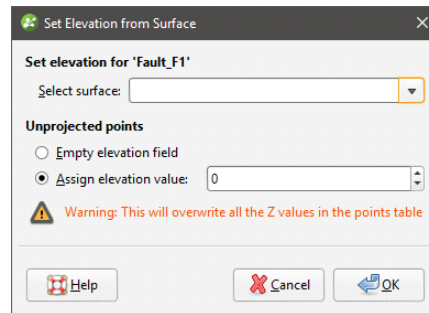 Set Elevation from Surface
Set elevation for 'Fault_F1'
Select surface:
Unprojected points
Empty elevation field
Assign elevation value: 0
Warning: This will overwrite all the Z values in the points table
Help Cancel OK